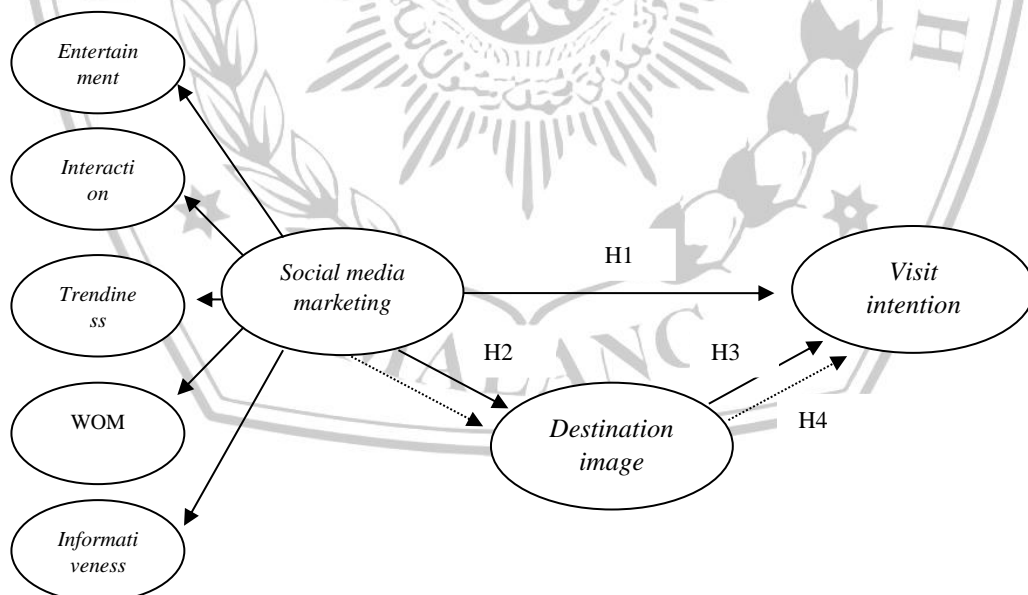 Entertain
ment
Interacti
on
Trendine
ss
WOM
Informati
veness
Social media
marketing
H1
H2
H3
H4
Destination
image
Visit
intention
H
MALANG